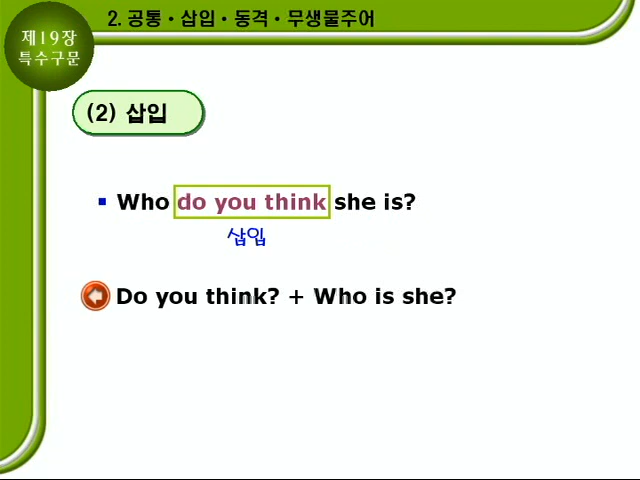 제19장
특수구문
2. 공통 • 삽입 • 동격 • 무생물주어
(2) 삽입
Who do you think she is?
삽입
Do you think? + Who is she?